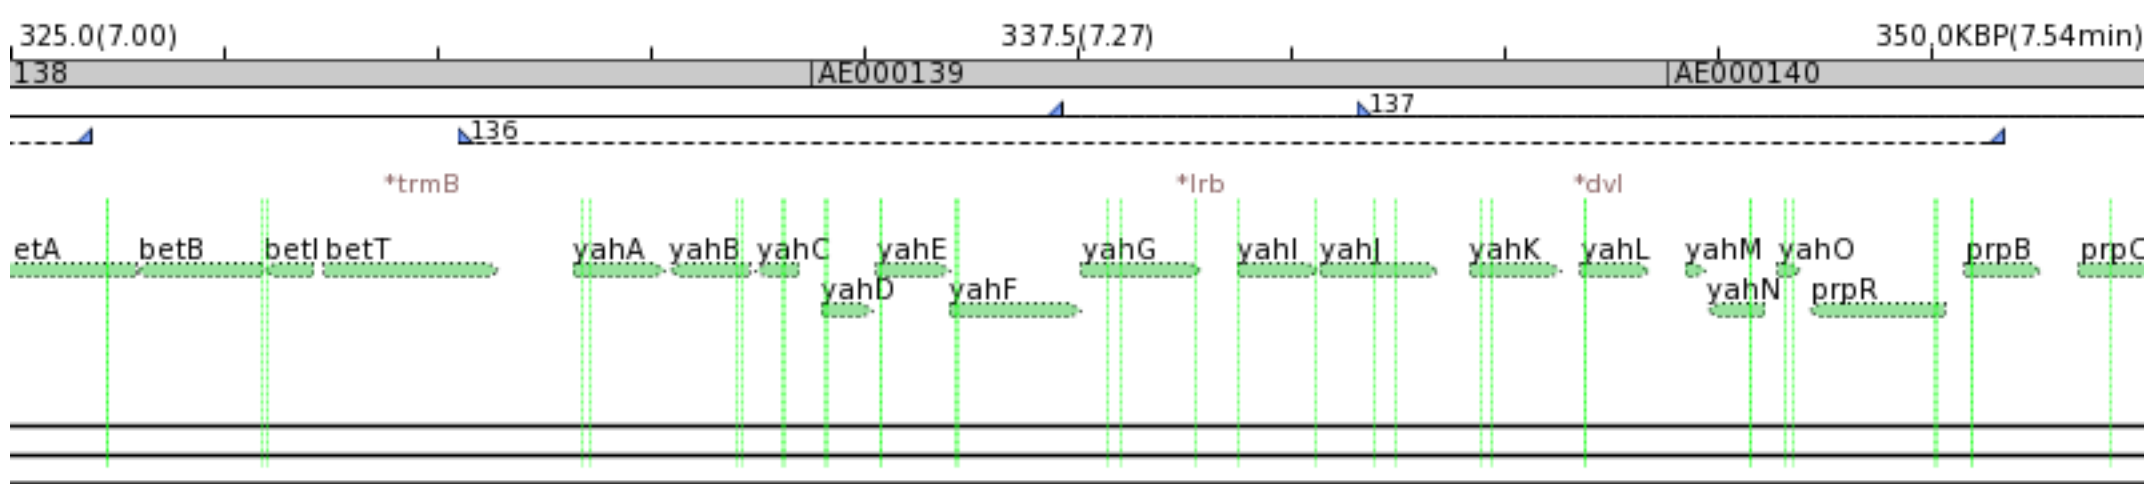 325.0(7.00) 337.5(7.27) 350.0KBP(7.54min)
138 AE000139 AE000140
137
136
*trmB *lrb *dvl
etA betB betI betT yahA yahB yahC yahE yahG yahI yahJ yahK yahL yahM yahO prpB prpC
yahD yahF yahN prpR